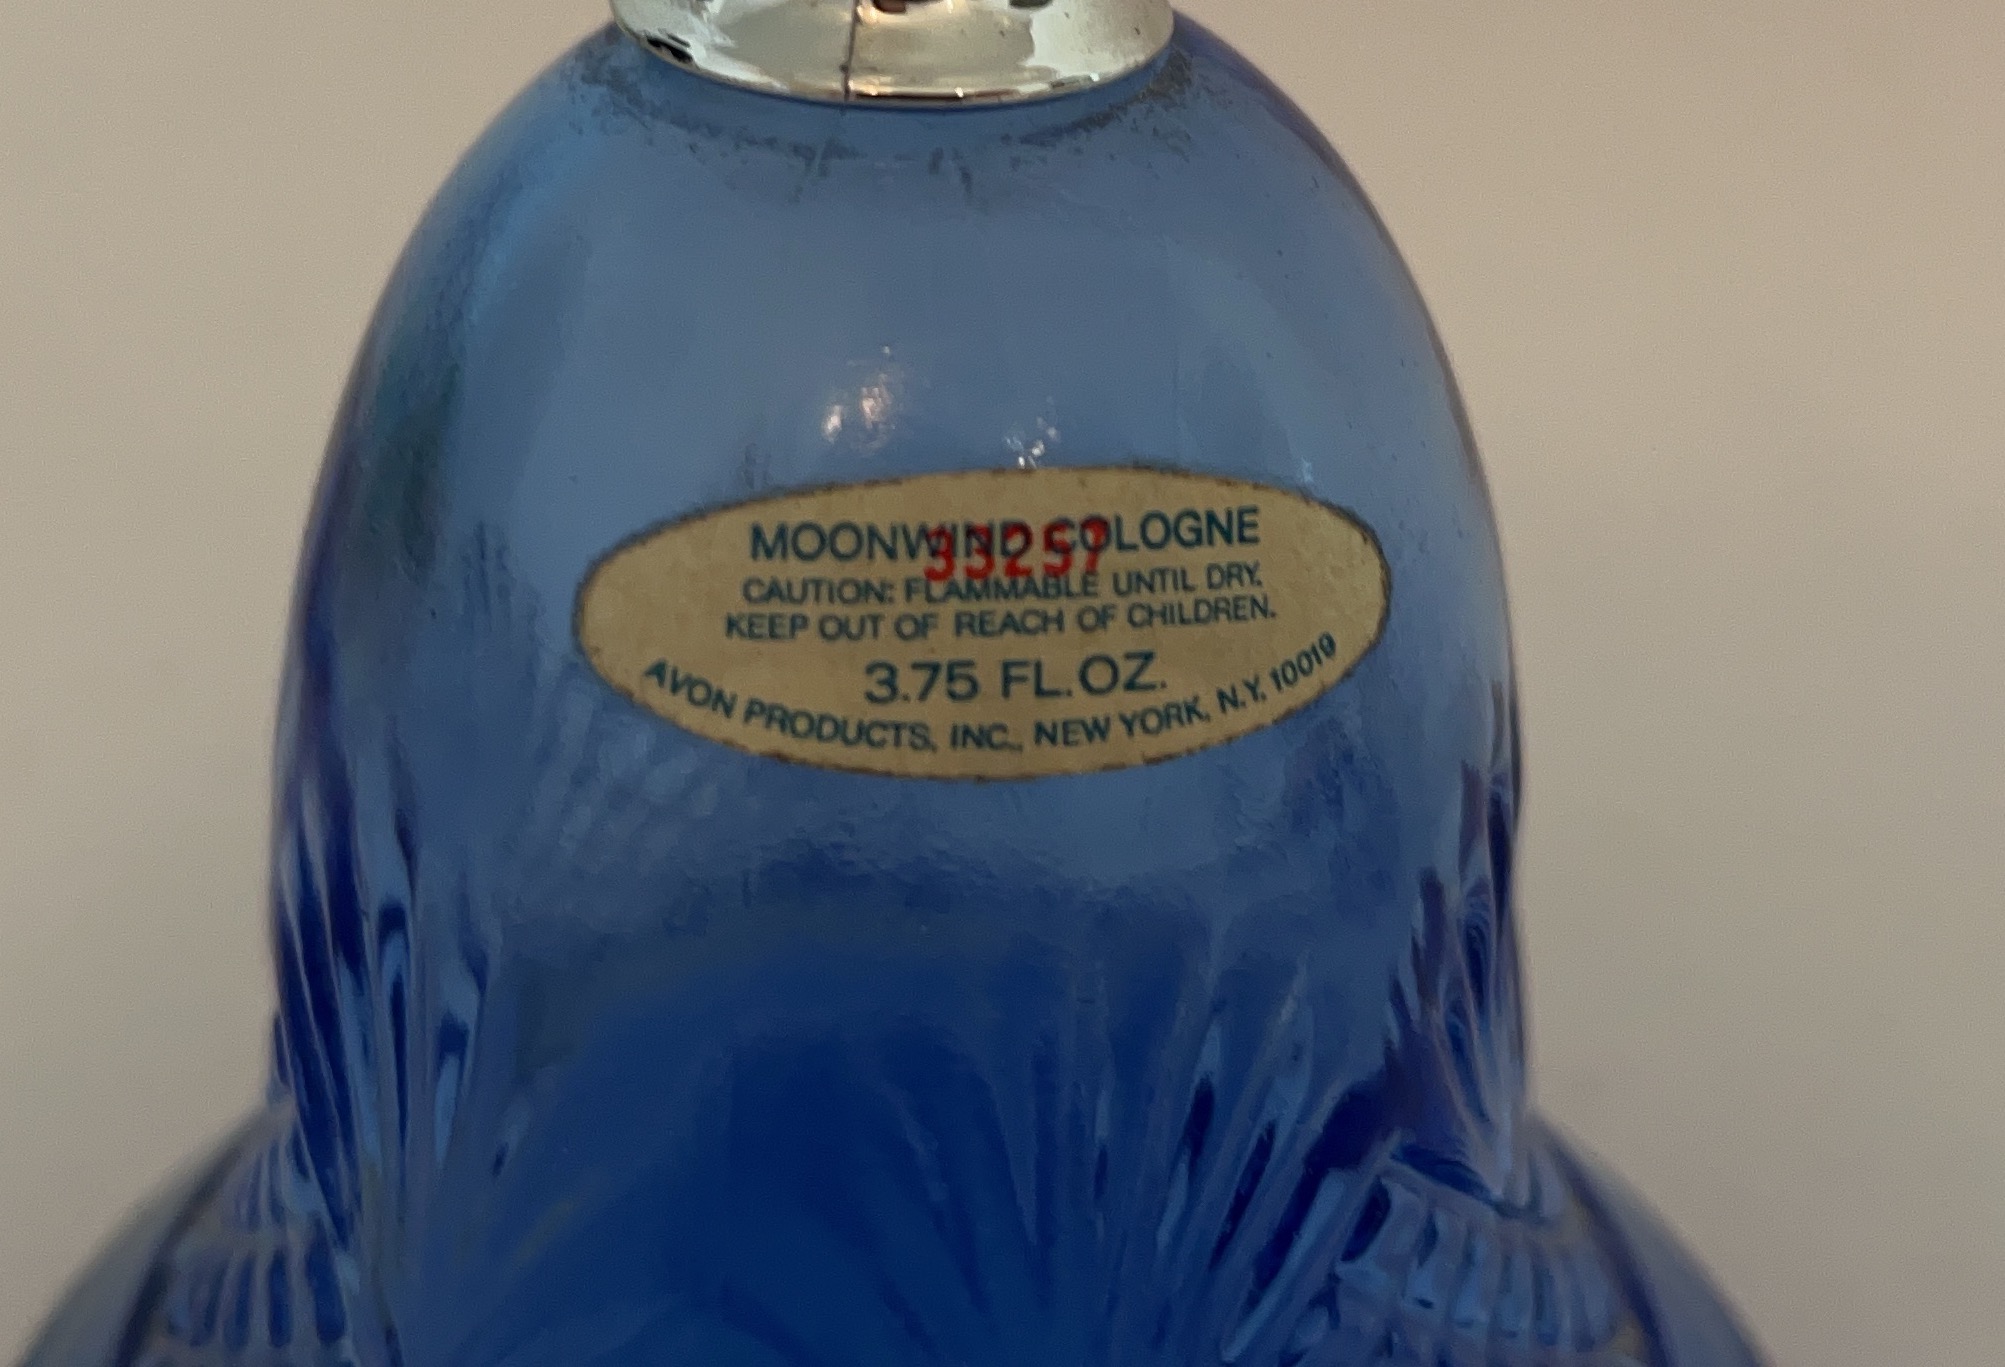 MOONWIND COLOGNE
33257
CAUTION: FLAMMABLE UNTIL DRY.
KEEP OUT OF REACH OF CHILDREN.
3.75 FL.OZ.
AVON PRODUCTS, INC., NEW YORK, N.Y. 10019